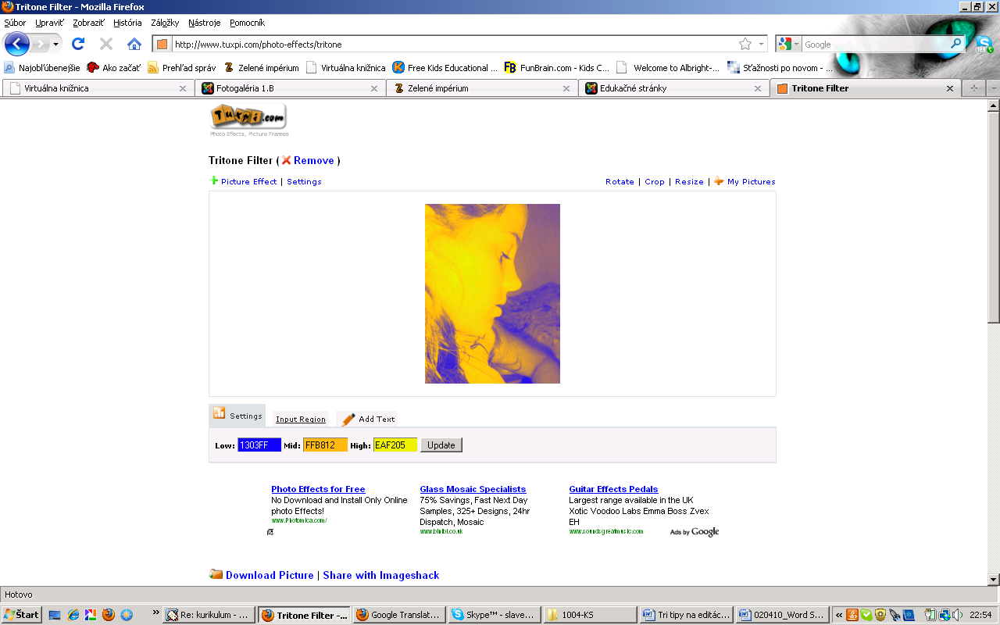 Tritone Filter - Mozilla Firefox
Súbor Upraviť Zobraziť História Záložky Nástroje Pomocník
http://www.tuxpi.com/photo-effects/tritone Google
Najobľúbenejšie Ako začať Prehľad správ Zelené impérium Virtuálna knižnica Free Kids Educational ... FunBrain.com - Kids C... Welcome to Albright-... Sťažnosti po novom - ...
Virtuálna knižnica Fotogaléria 1.B Zelené impérium Edukačné stránky Tritone Filter
Tuxpi.com
Photo Effects, Picture Frames
Tritone Filter ( Remove )
Picture Effect | Settings Rotate | Crop | Resize | My Pictures
Settings Input Region Add Text
Low: 1303FF Mid: FFB812 High: EAF205 Update
Photo Effects for Free Glass Mosaic Specialists Guitar Effects Pedals
No Download and Install Only Online 75% Savings, Fast Next Day Largest range available in the UK
photo Effects! Samples, 325+ Designs, 24hr Xotic Voodoo Labs Emma Boss Zvex
www.Photomica.com/ Dispatch, Mosaic EH
www.soundsgreatmusic.com Ads by Google
Download Picture | Share with Imageshack
Hotovo
Štart » Re: kurikulum - ... Tritone Filter -... Google Translat... Skype™ - slave... 1004-KS Tri tipy na editác... 020410_Word S... « 22:54